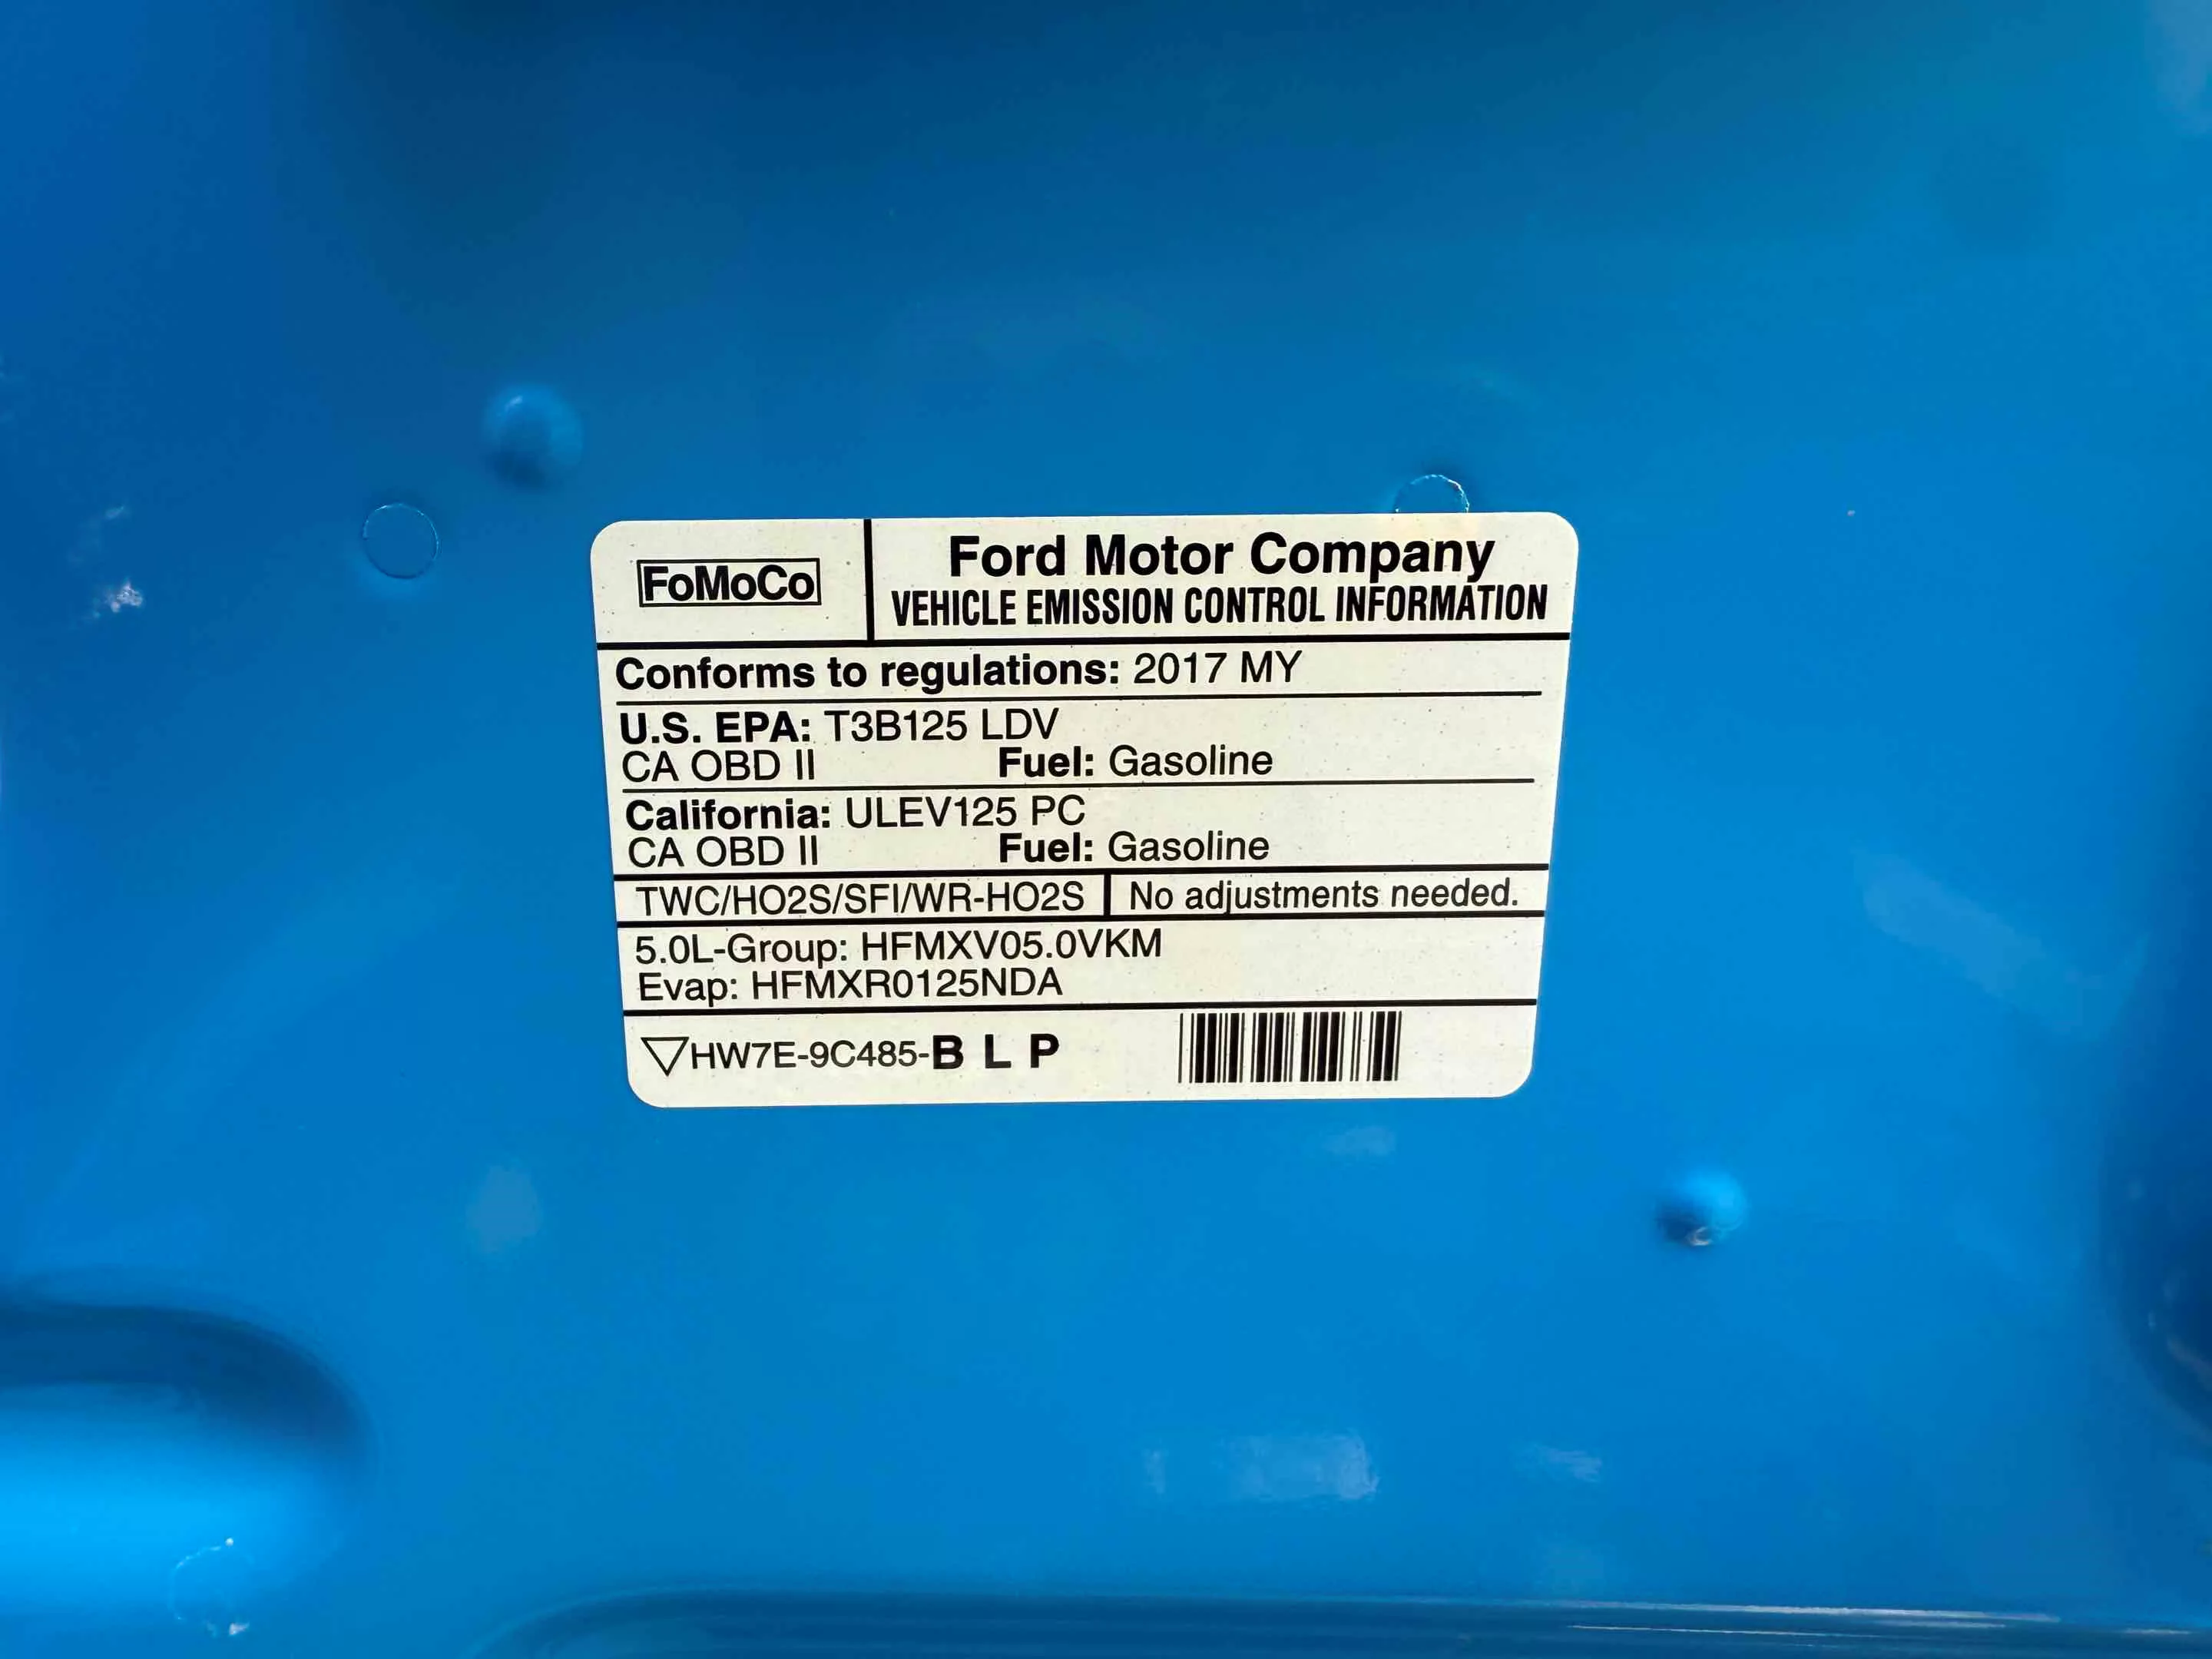 FoMoCo
Ford Motor Company
VEHICLE EMISSION CONTROL INFORMATION
Conforms to regulations: 2017 MY
U.S. EPA: T3B125 LDV
CA OBD II Fuel: Gasoline
California: ULEV125 PC
CA OBD II Fuel: Gasoline
TWC/HO2S/SFI/WR-HO2S No adjustments needed.
5.0L-Group: HFMXV05.0VKM
Evap: HFMXR0125NDA
HW7E-9C485-B L P